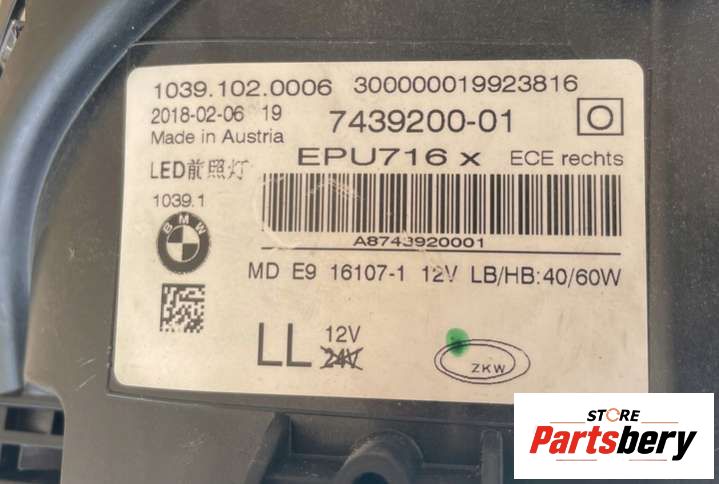 1039.102.0006 300000019923816
2018-02-06 19 7439200-01 O
Made in Austria
EPU716 x ECE rechts
LED前照灯
1039.1
BMW
A8743920001
MD E9 16107-1 12V LB/HB:40/60W
LL 12V
24V
ZKW
STORE
Partsbery